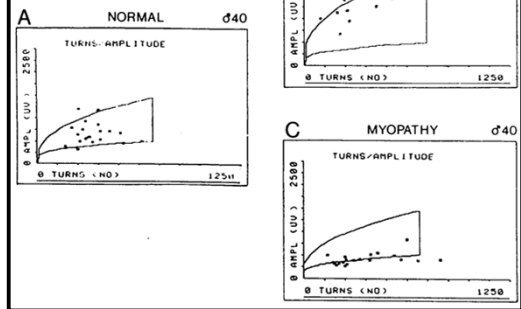 A NORMAL ♂40
TURNS/AMPLITUDE
2500
0 AMPL (UV)
0 TURNS (NO) 1250
0 AMPL (UV
0 TURNS (NO) 1250
C MYOPATHY ♂40
TURNS/AMPLITUDE
2500
0 AMPL (UV)
0 TURNS (NO) 1250